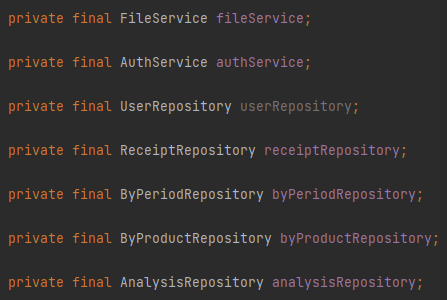 private final FileService fileService;
private final AuthService authService;
private final UserRepository userRepository;
private final ReceiptRepository receiptRepository;
private final ByPeriodRepository byPeriodRepository;
private final ByProductRepository byProductRepository;
private final AnalysisRepository analysisRepository;